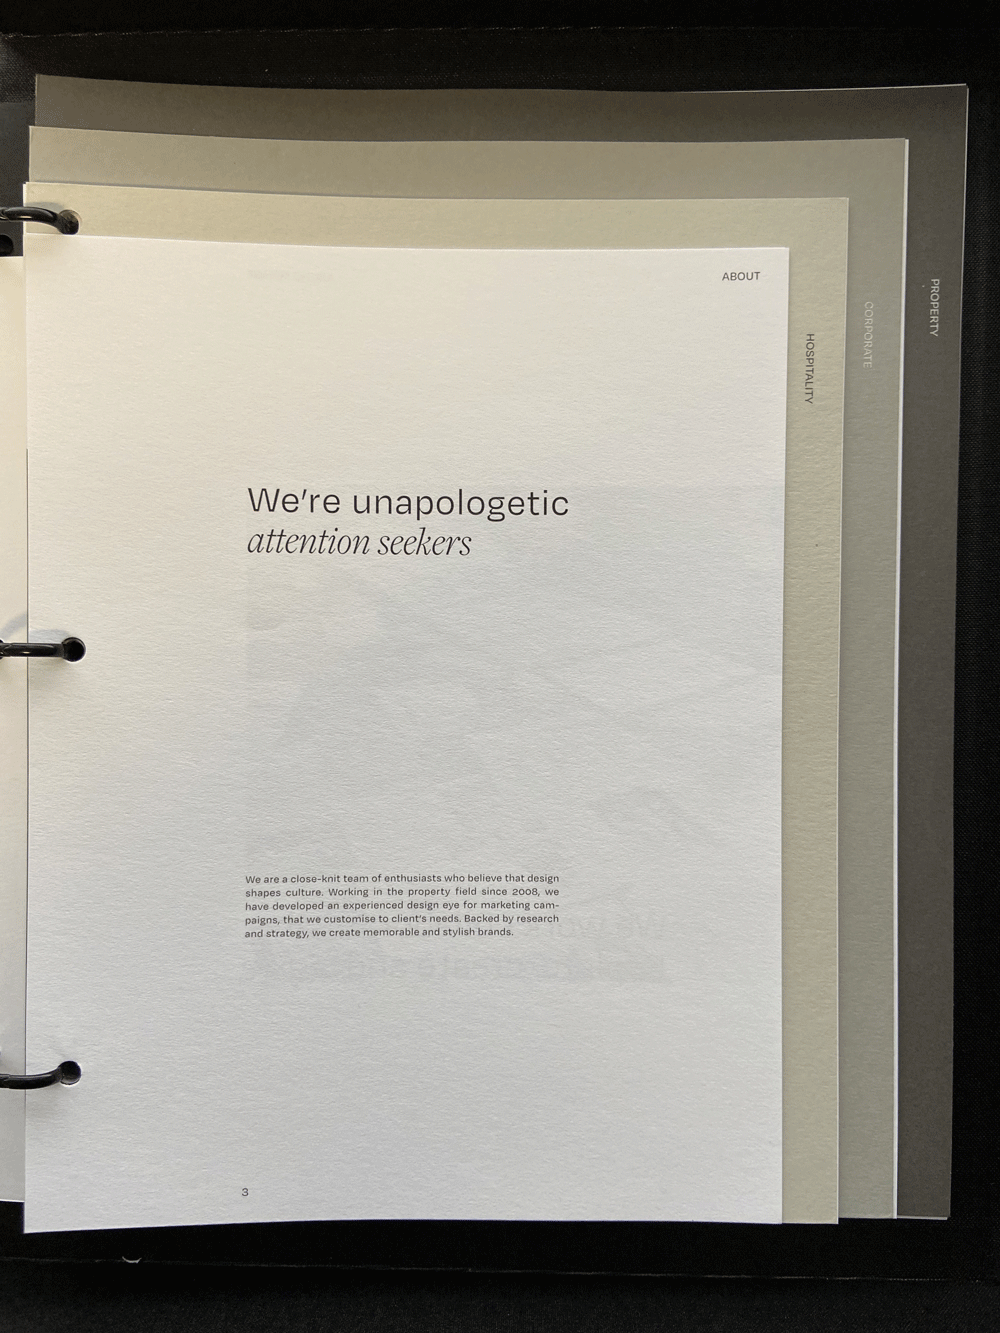 ABOUT
PROPERTY
CORPORATE
HOSPITALITY
We're unapologetic
attention seekers
We are a close-knit team of enthusiasts who believe that design
shapes culture. Working in the property field since 2008, we
have developed an experienced design eye for marketing cam-
paigns, that we customise to client's needs. Backed by research
and strategy, we create memorable and stylish brands.
3